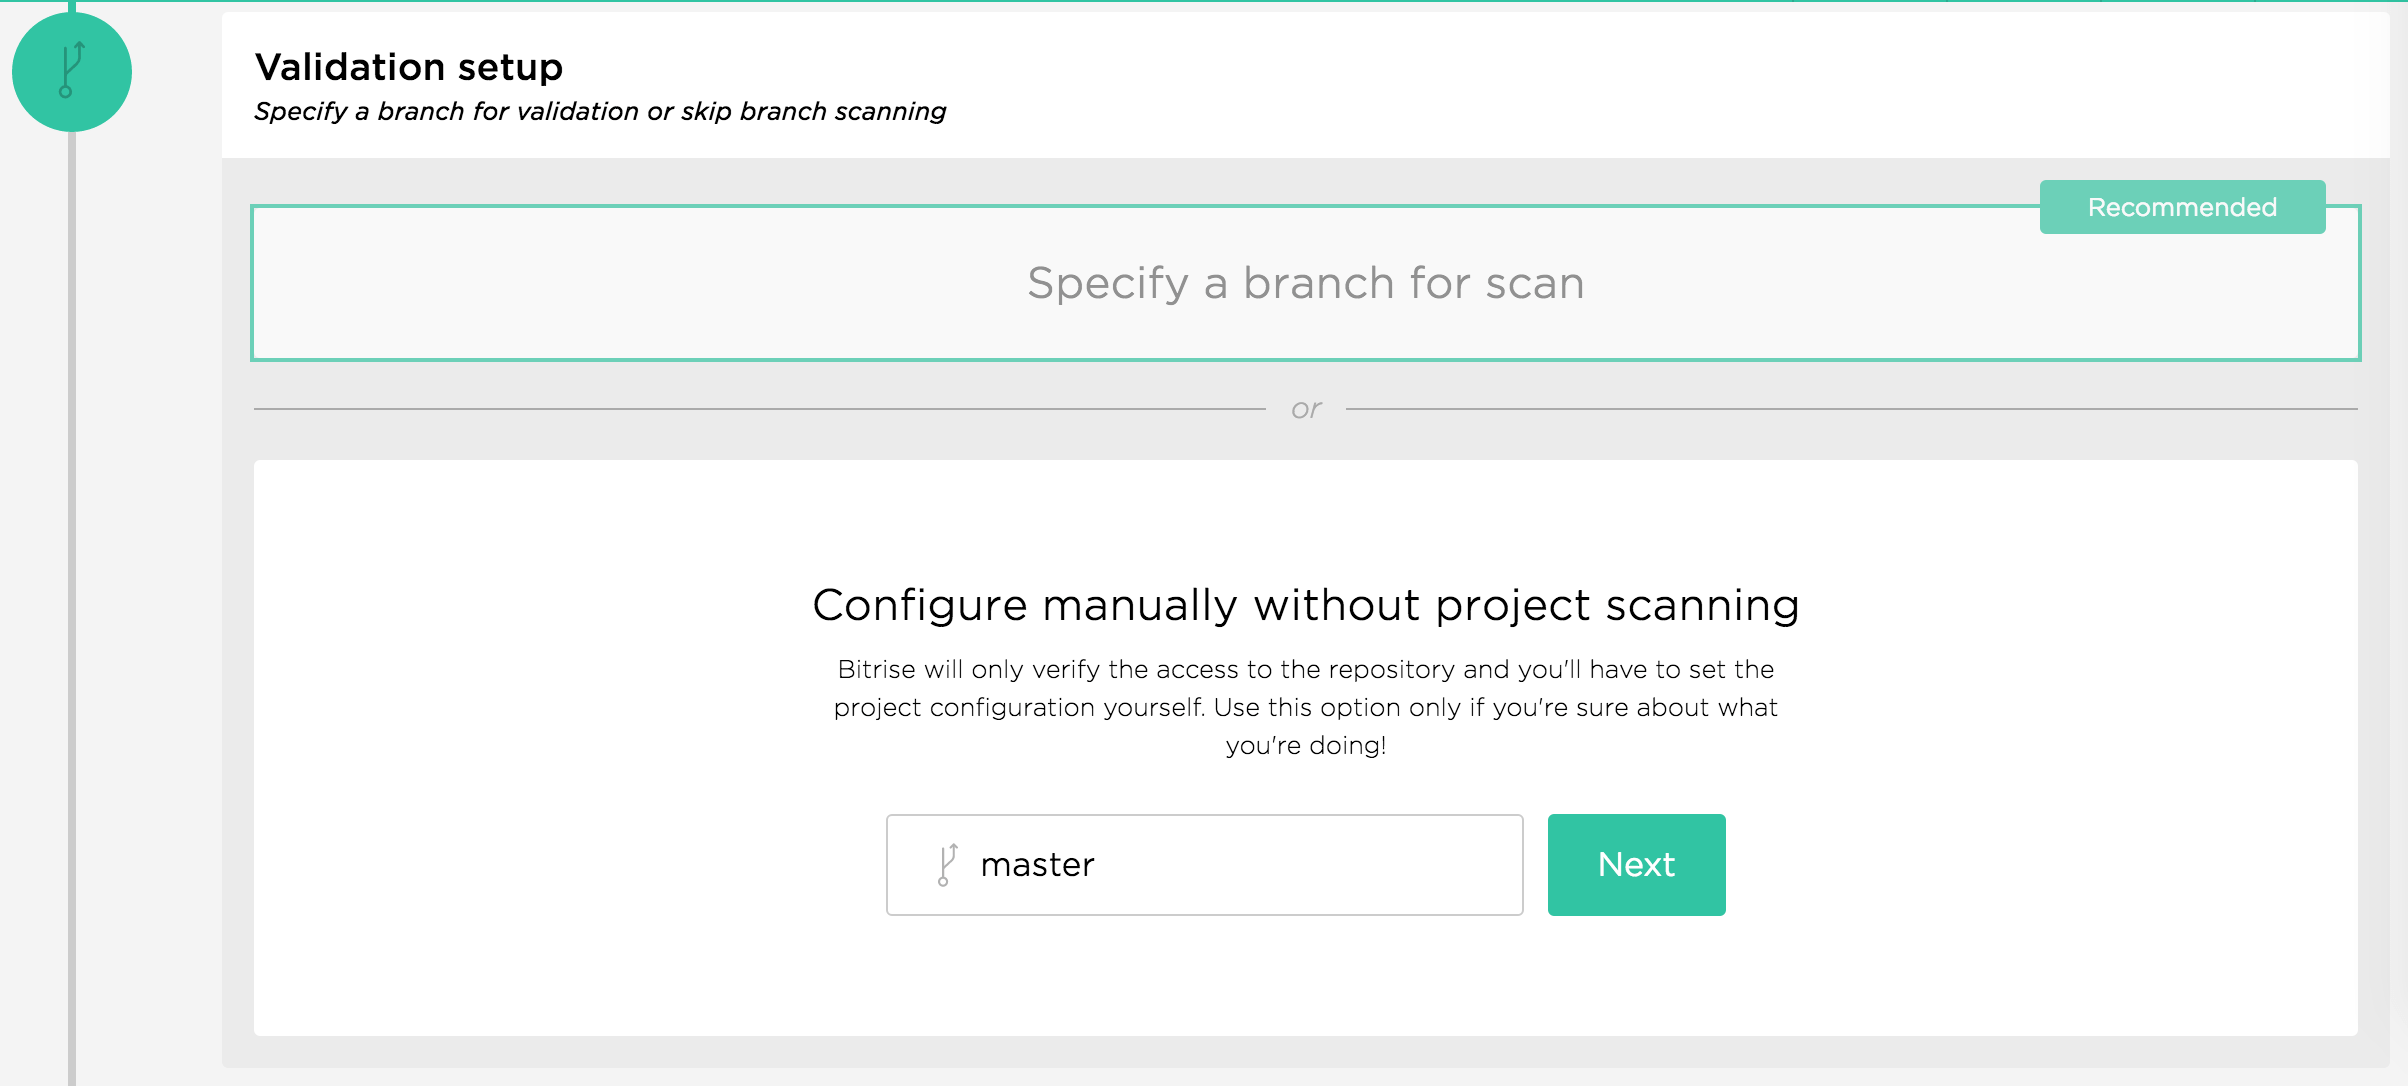 Validation setup
Specify a branch for validation or skip branch scanning
Recommended
Specify a branch for scan
or
Configure manually without project scanning
Bitrise will only verify the access to the repository and you'll have to set the
project configuration yourself. Use this option only if you're sure about what
you're doing!
master
Next